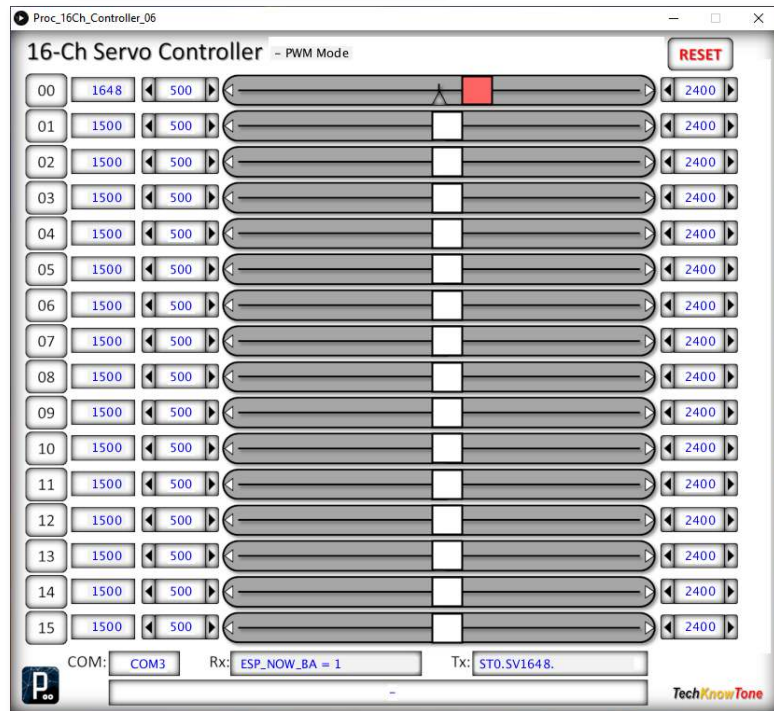 Proc_16Ch_Controller_06
16-Ch Servo Controller - PWM Mode RESET
00 1648 500 2400
01 1500 500 2400
02 1500 500 2400
03 1500 500 2400
04 1500 500 2400
05 1500 500 2400
06 1500 500 2400
07 1500 500 2400
08 1500 500 2400
09 1500 500 2400
10 1500 500 2400
11 1500 500 2400
12 1500 500 2400
13 1500 500 2400
14 1500 500 2400
15 1500 500 2400
COM: COM3 Rx: ESP_NOW_BA = 1 Tx: ST0.SV1648.
P - TechKnowTone